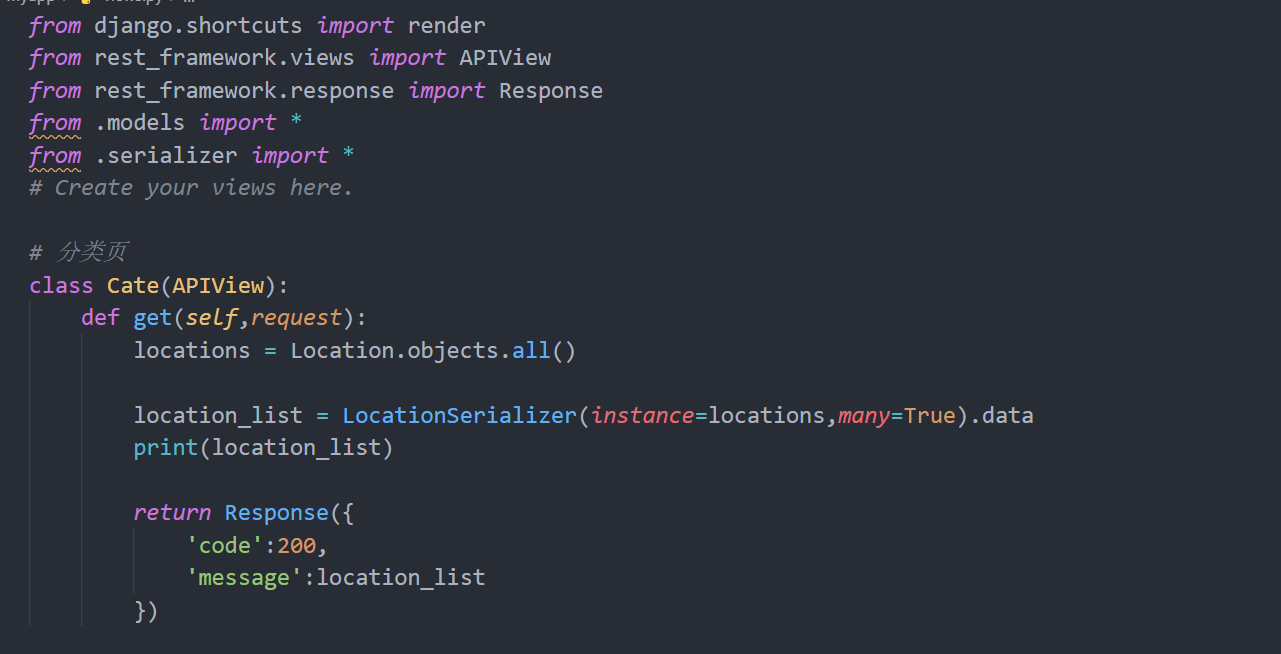 from django.shortcuts import render
from rest_framework.views import APIView
from rest_framework.response import Response
from .models import *
from .serializer import *
# Create your views here.
# 分类页
class Cate(APIView):
def get(self,request):
locations = Location.objects.all()
location_list = LocationSerializer(instance=locations,many=True).data
print(location_list)
return Response({
'code':200,
'message':location_list
})